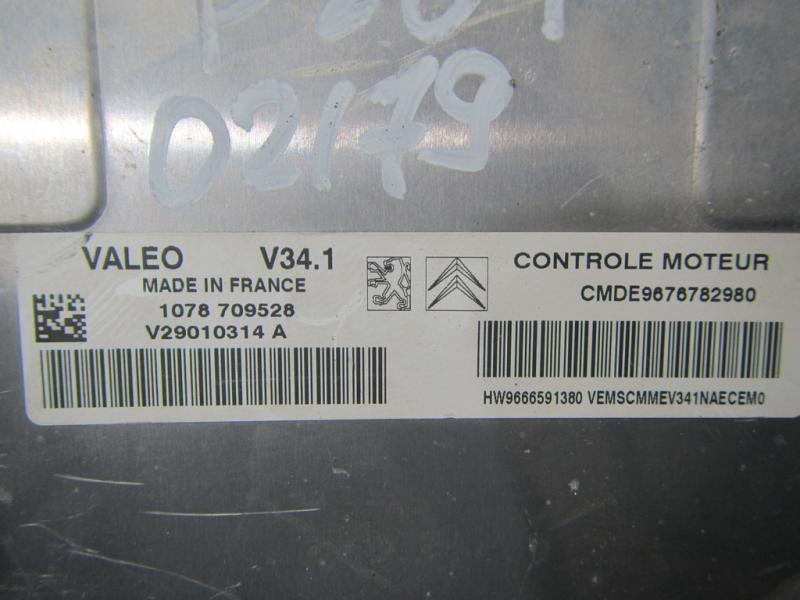 02179
VALEO V34.1
MADE IN FRANCE
1078 709528
V29010314 A
CONTROLE MOTEUR
CMDE9676782980
HW9666591380 VEMSCMMEV341NAECEM0